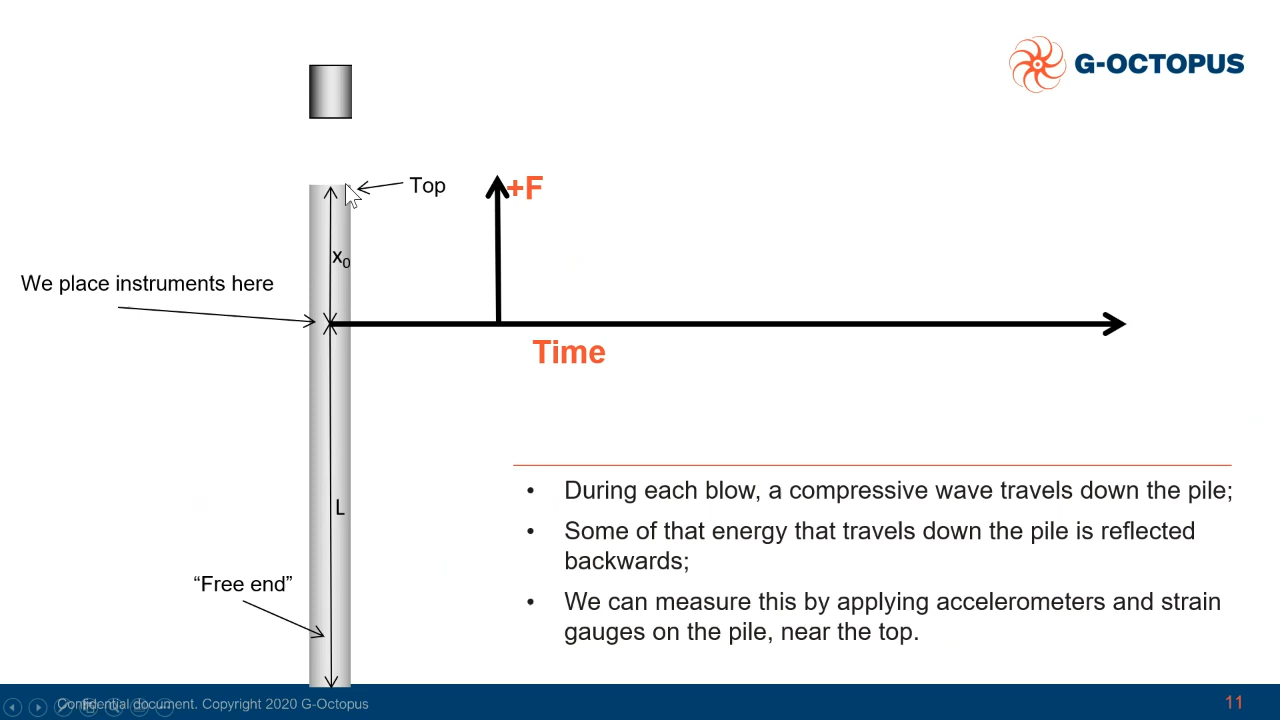 G-OCTOPUS
Top
+F
x0
We place instruments here
Time
L
“Free end”
• During each blow, a compressive wave travels down the pile;
• Some of that energy that travels down the pile is reflected
backwards;
• We can measure this by applying accelerometers and strain
gauges on the pile, near the top.
Confidential document. Copyright 2020 G-Octopus
11